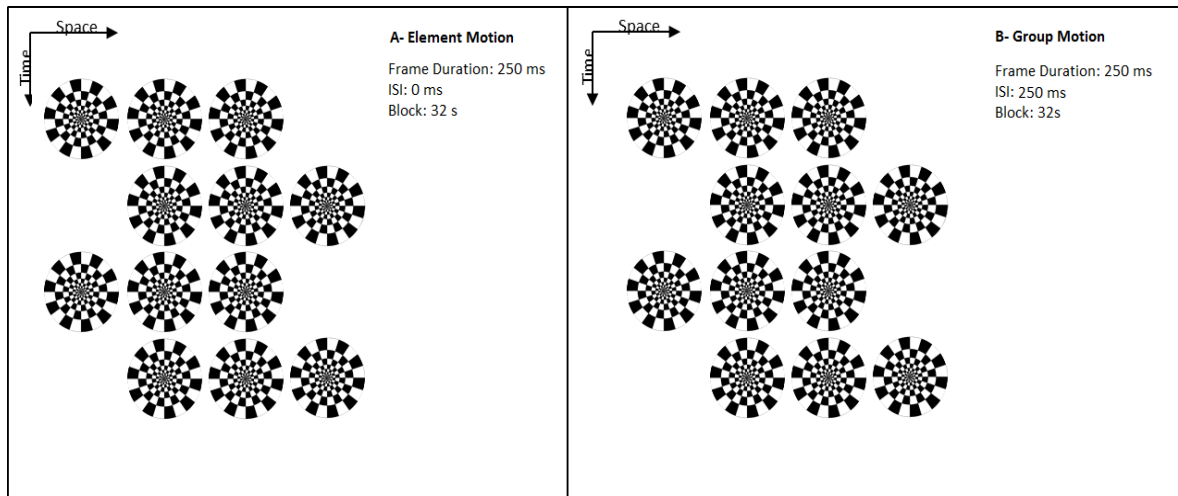 Space
Time
A- Element Motion
Frame Duration: 250 ms
ISI: 0 ms
Block: 32 s
Space
Time
B- Group Motion
Frame Duration: 250 ms
ISI: 250 ms
Block: 32s